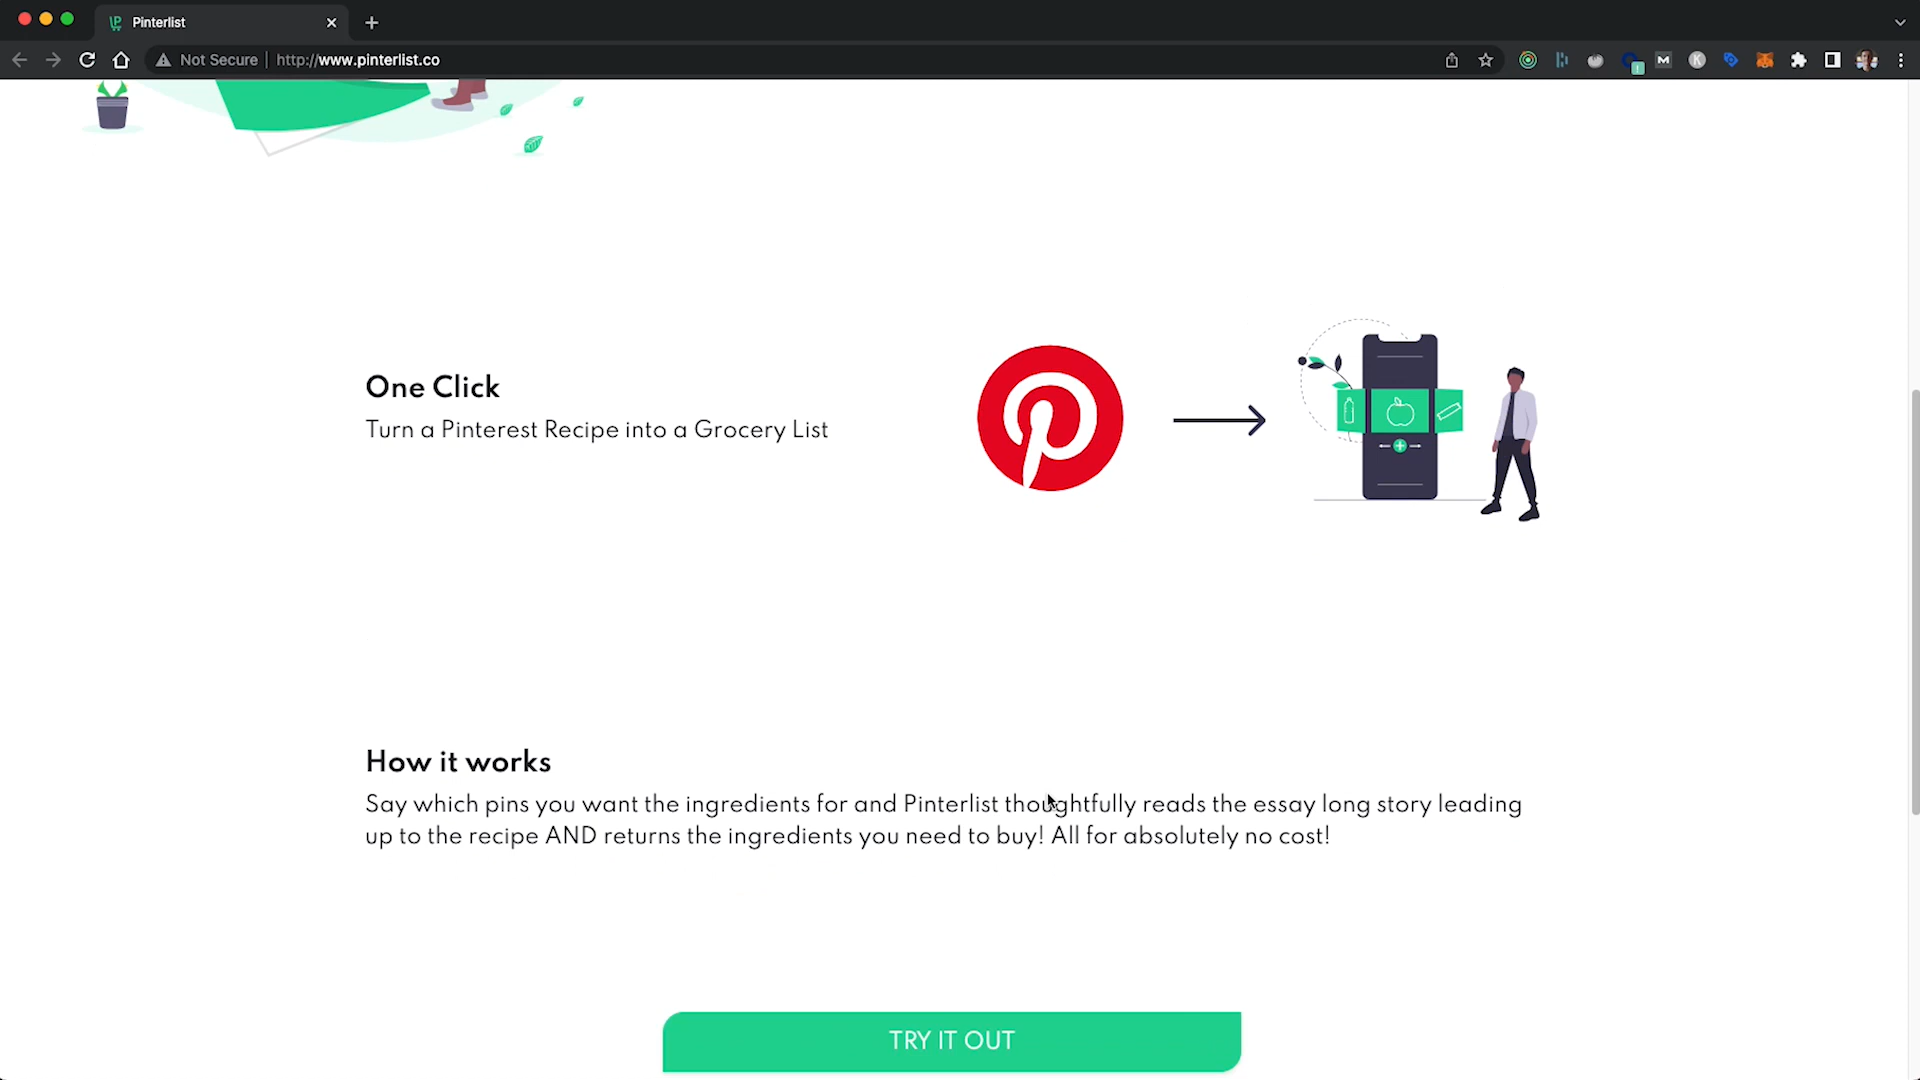 Pinterlist
Not Secure
http://www.pinterlist.co
One Click
Turn a Pinterest Recipe into a Grocery List
How it works
Say which pins you want the ingredients for and Pinterlist thoughtfully reads the essay long story leading
up to the recipe AND returns the ingredients you need to buy! All for absolutely no cost!
TRY IT OUT